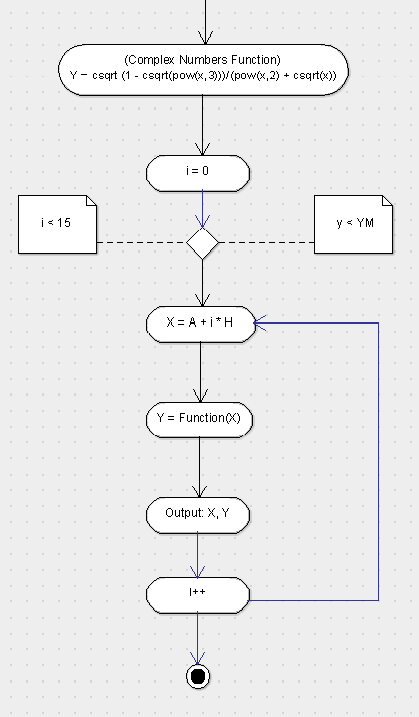 (Complex Numbers Function)
Y = csqrt (1 - csqrt(pow(x,3)))/(pow(x,2) + csqrt(x))
i = 0
i < 15
y < YM
X = A + i * H
Y = Function(X)
Output: X, Y
I++